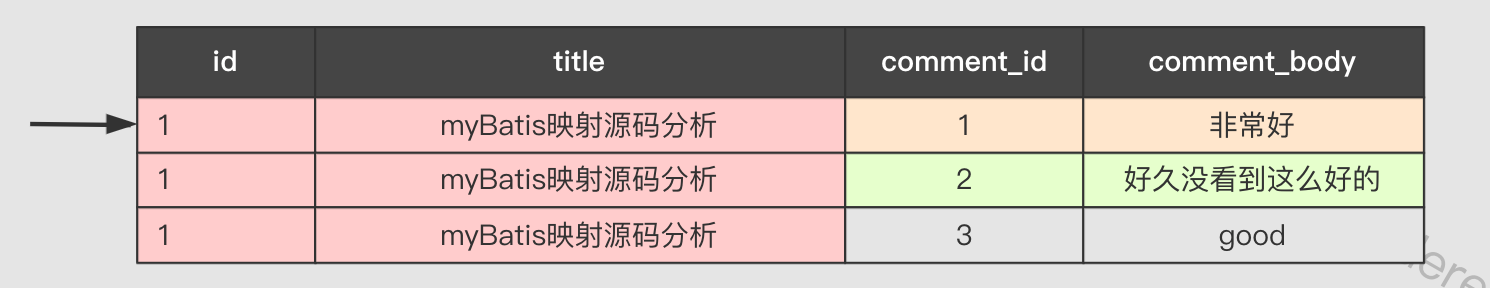 id title comment_id comment_body
1 myBatis映射源码分析 1 非常好
1 myBatis映射源码分析 2 好久没看到这么好的
1 myBatis映射源码分析 3 good